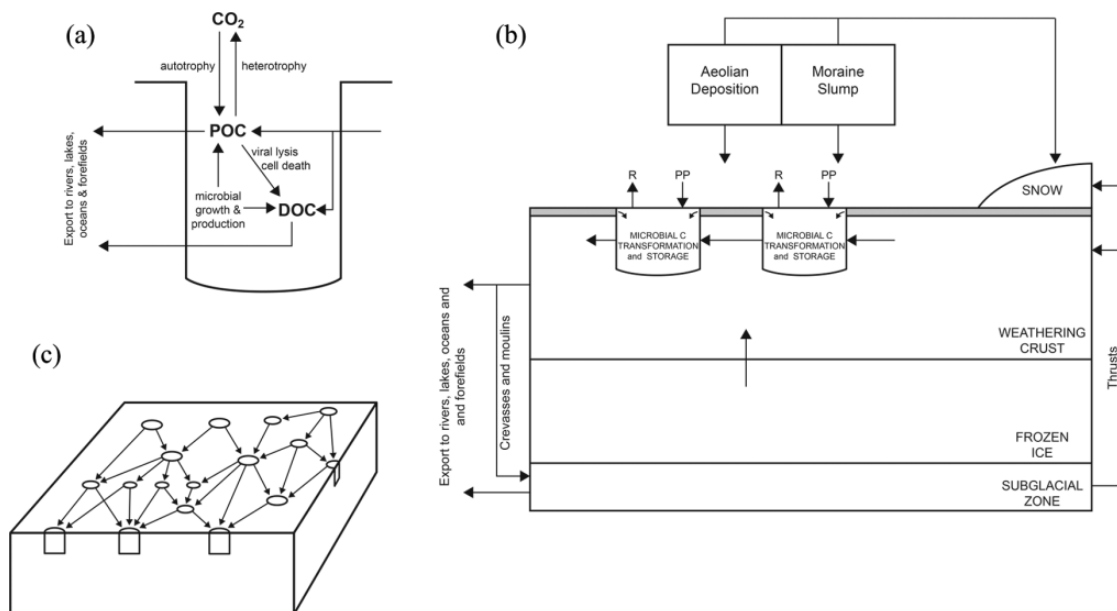 (a)
CO₂
autotrophy
heterotrophy
POC
viral lysis
cell death
microbial
growth &
production
DOC
Export to rivers, lakes,
oceans & forefields
(b)
Aeolian
Deposition
Moraine
Slump
R
PP
R
PP
SNOW
MICROBIAL C
TRANSFORMATION
and STORAGE
MICROBIAL C
TRANSFORMATION
and STORAGE
WEATHERING
CRUST
FROZEN
ICE
SUBGLACIAL
ZONE
Export to rivers, lakes, oceans and
and forefields
Crevasses and moulins
Thrusts
(c)